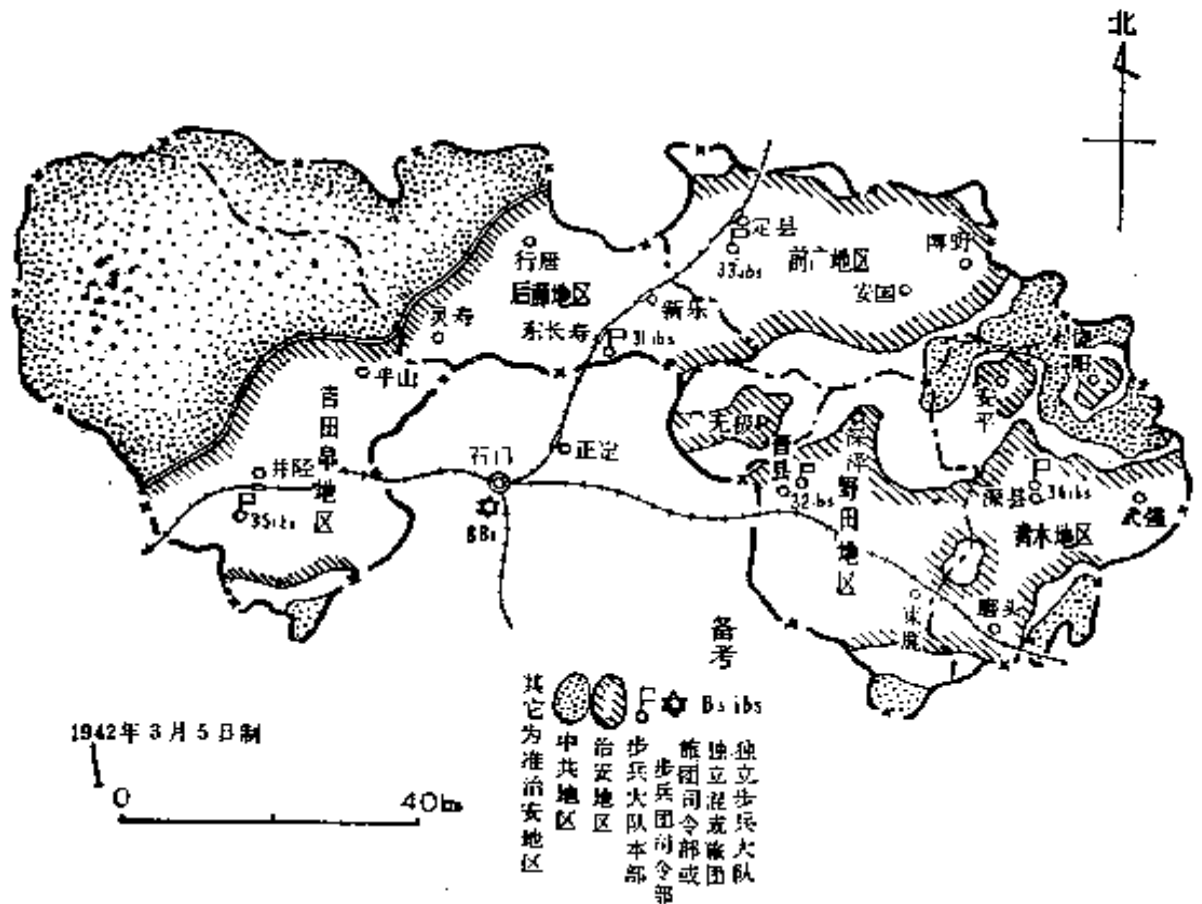 北
定县
33ibs
前广地区
博野
安国
行唐
后藤地区
新乐
灵寿
东长寿
31ibs
平山
吉田阜地区
井陉
35ibs
石门
8Bs
正定
无极
晋县
32ibs
深泽
野田地区
安平
饶阳
深县
34ibs
武强
清水地区
磨头
束鹿
备考
Bs ibs
独立步兵大队
独立混成旅团
旅团司令部或
步兵团司令部
步兵大队本部
治安地区
中共地区
其它为准治安地区
1942年3月5日制
0
40km